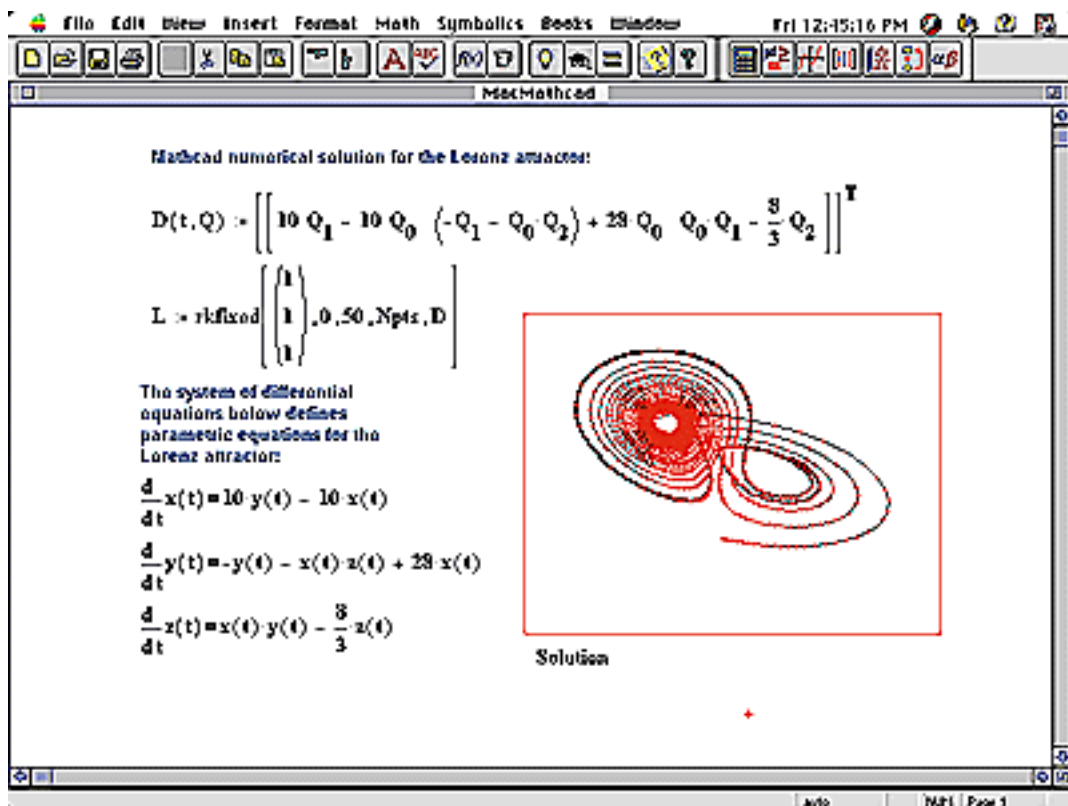 File Edit View Insert Format Math Symbolics Books Window Fri 12:45:16 PM
MacMathcad
Mathcad numerical solution for the Lorenz attractor:
D(t,Q) := [[10·Q₁ - 10·Q₀ (-Q₁ - Q₀·Q₂) + 28·Q₀ Q₀·Q₁ - 8/3·Q₂]]ᵀ
L := rkfixed[(1 1 1),0,50,Npts,D]
The system of differential
equations below defines
parametric equations for the
Lorenz attractor:
d/dt x(t)=10·y(t) - 10·x(t)
d/dt y(t)=-y(t) - x(t)·z(t) + 28·x(t)
d/dt z(t)=x(t)·y(t) - 8/3·z(t)
Solution
auto NUM Page 1